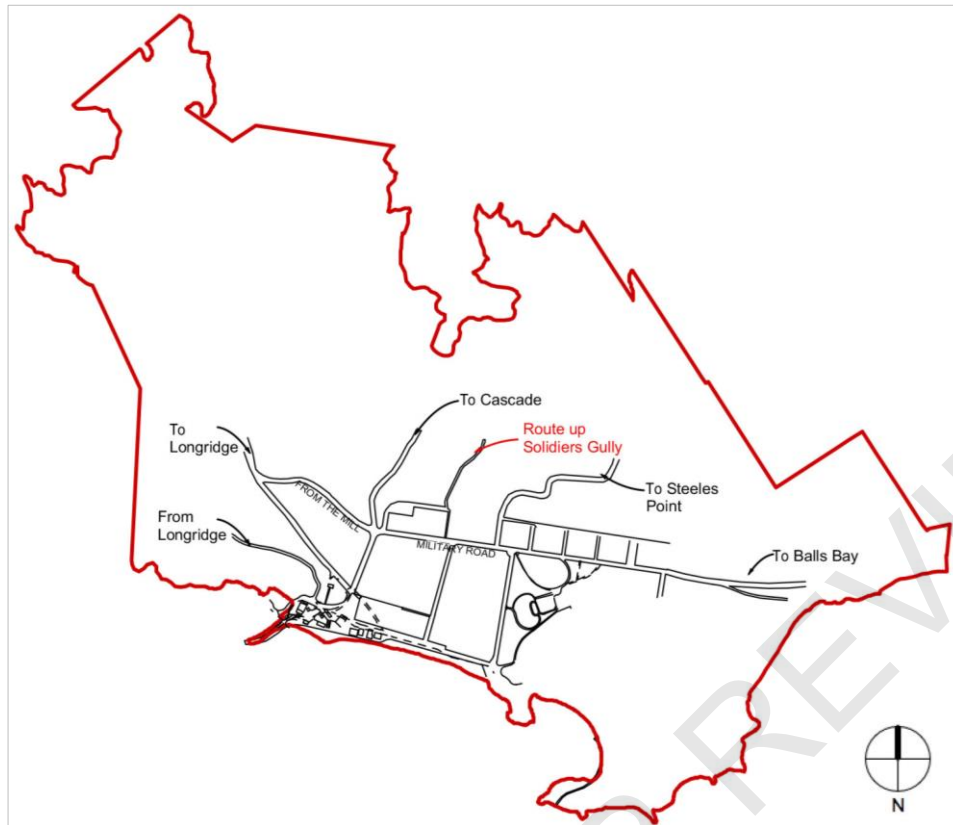 To Cascade
To
Longridge
Route up
Solidiers Gully
FROM THE MILL
To Steeles
Point
From
Longridge
MILITARY ROAD
To Balls Bay
N